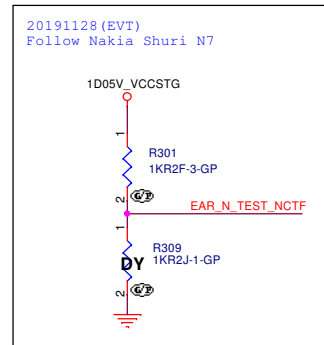 20191128(EVT)
Follow Nakia Shuri N7
1D05V_VCCSTG
1
R301
1KR2F-3-GP
2
G/P
EAR_N_TEST_NCTF
1
R309
DY
1KR2J-1-GP
2
G/P